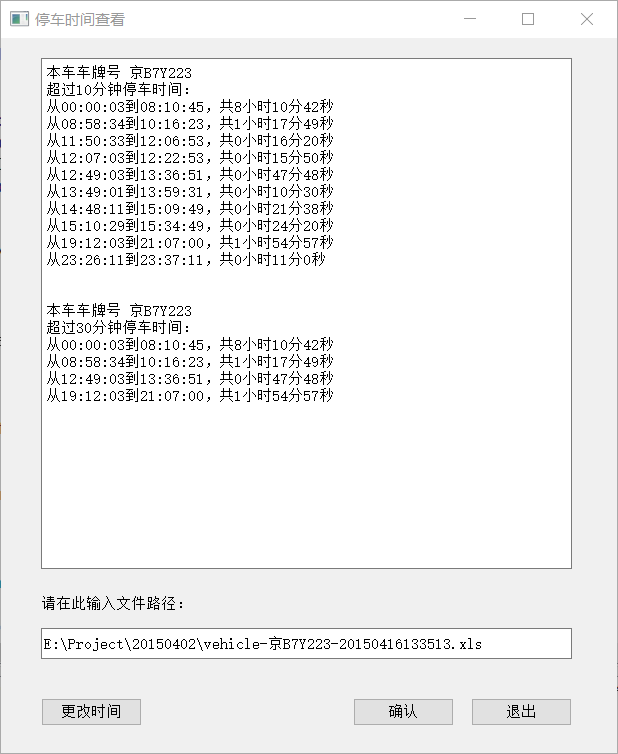 停车时间查看
本车车牌号 京B7Y223
超过10分钟停车时间：
从00:00:03到08:10:45，共8小时10分42秒
从08:58:34到10:16:23，共1小时17分49秒
从11:50:33到12:06:53，共0小时16分20秒
从12:07:03到12:22:53，共0小时15分50秒
从12:49:03到13:36:51，共0小时47分48秒
从13:49:01到13:59:31，共0小时10分30秒
从14:48:11到15:09:49，共0小时21分38秒
从15:10:29到15:34:49，共0小时24分20秒
从19:12:03到21:07:00，共1小时54分57秒
从23:26:11到23:37:11，共0小时11分0秒
本车车牌号 京B7Y223
超过30分钟停车时间：
从00:00:03到08:10:45，共8小时10分42秒
从08:58:34到10:16:23，共1小时17分49秒
从12:49:03到13:36:51，共0小时47分48秒
从19:12:03到21:07:00，共1小时54分57秒
请在此输入文件路径：
E:\Project\20150402\vehicle-京B7Y223-20150416133513.xls
更改时间 确认 退出